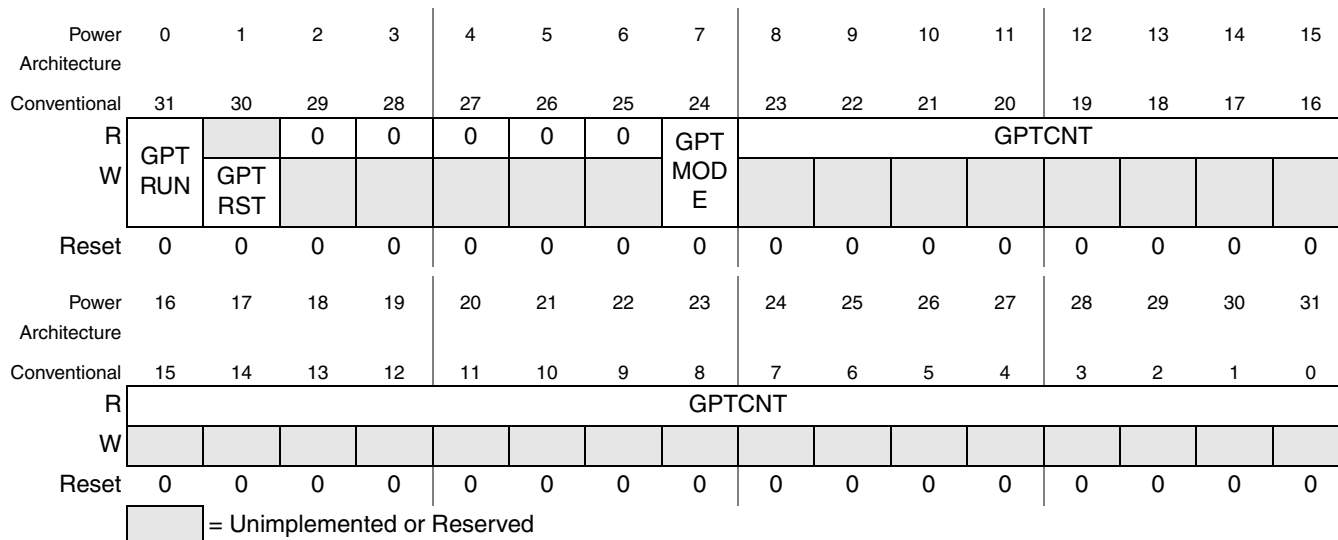 Power 0 1 2 3 4 5 6 7 8 9 10 11 12 13 14 15
Architecture
Conventional 31 30 29 28 27 26 25 24 23 22 21 20 19 18 17 16
R GPT 0 0 0 0 0 GPT GPTCNT
W RUN GPT MOD
RST E
Reset 0 0 0 0 0 0 0 0 0 0 0 0 0 0 0 0
Power 16 17 18 19 20 21 22 23 24 25 26 27 28 29 30 31
Architecture
Conventional 15 14 13 12 11 10 9 8 7 6 5 4 3 2 1 0
R GPTCNT
W
Reset 0 0 0 0 0 0 0 0 0 0 0 0 0 0 0 0
= Unimplemented or Reserved